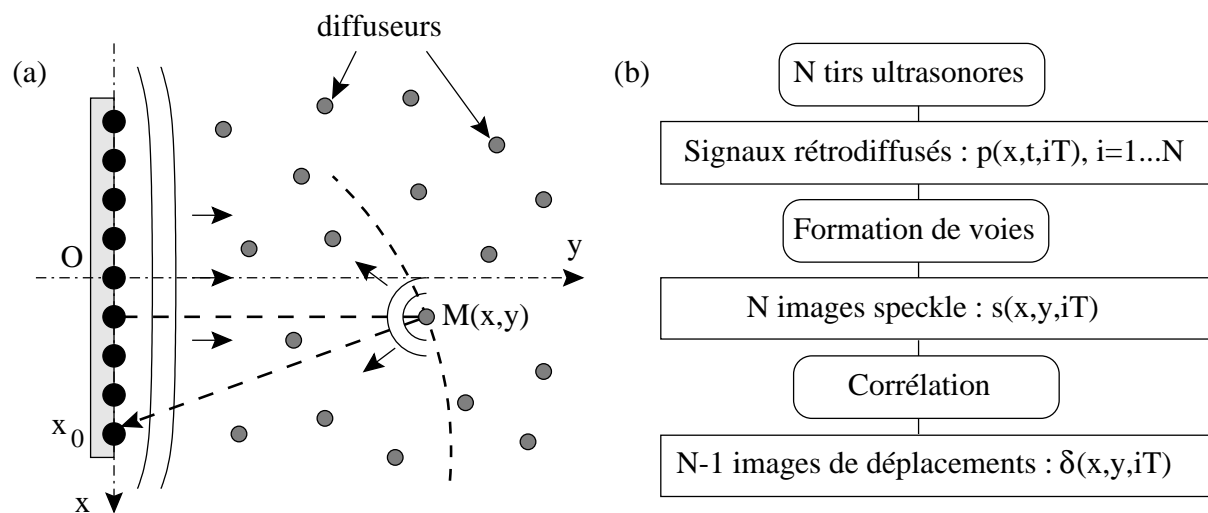 (a)
diffuseurs
O
y
M(x,y)
x0
x
(b)
N tirs ultrasonores
Signaux rétrodiffusés : p(x,t,iT), i=1...N
Formation de voies
N images speckle : s(x,y,iT)
Corrélation
N-1 images de déplacements : δ(x,y,iT)